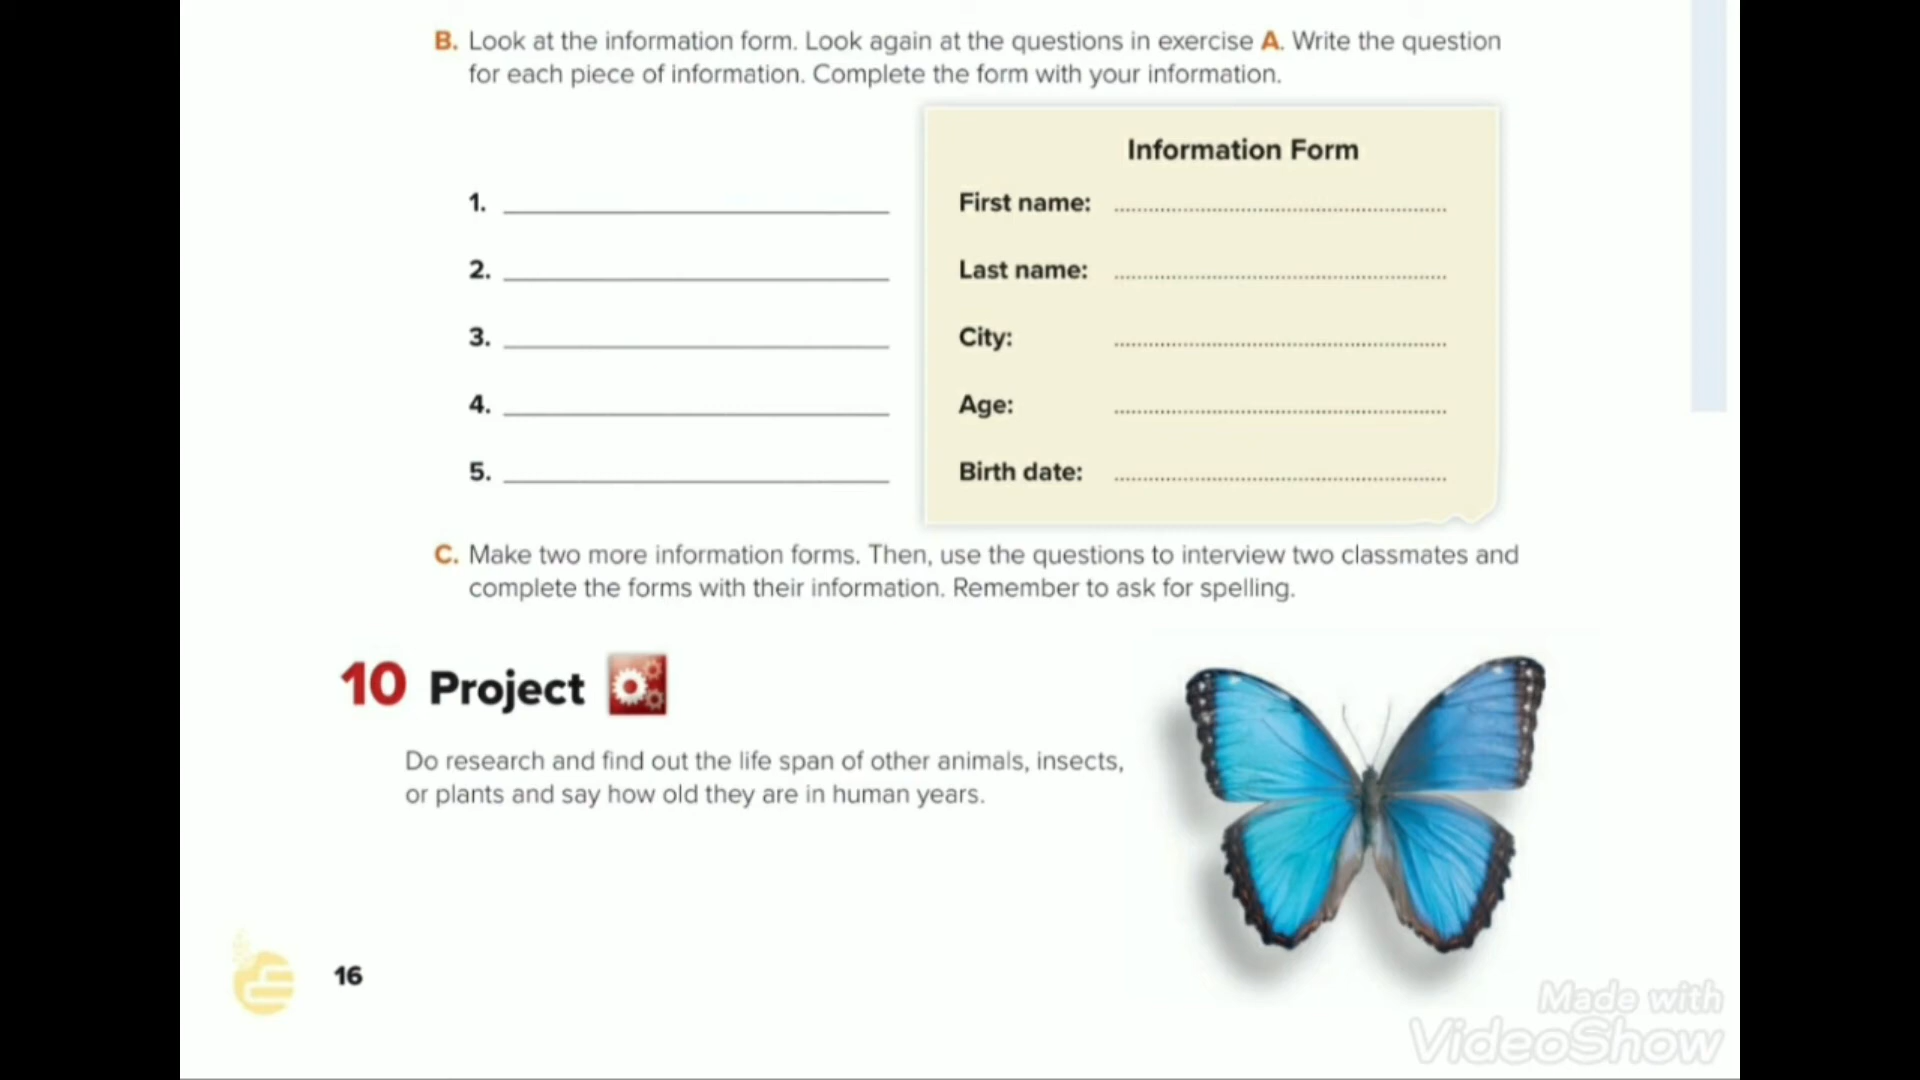 B. Look at the information form. Look again at the questions in exercise A. Write the question
for each piece of information. Complete the form with your information.
Information Form
1. First name:
2. Last name:
3. City:
4. Age:
5. Birth date:
C. Make two more information forms. Then, use the questions to interview two classmates and
complete the forms with their information. Remember to ask for spelling.
10 Project
Do research and find out the life span of other animals, insects,
or plants and say how old they are in human years.
16
Made with
VideoShow